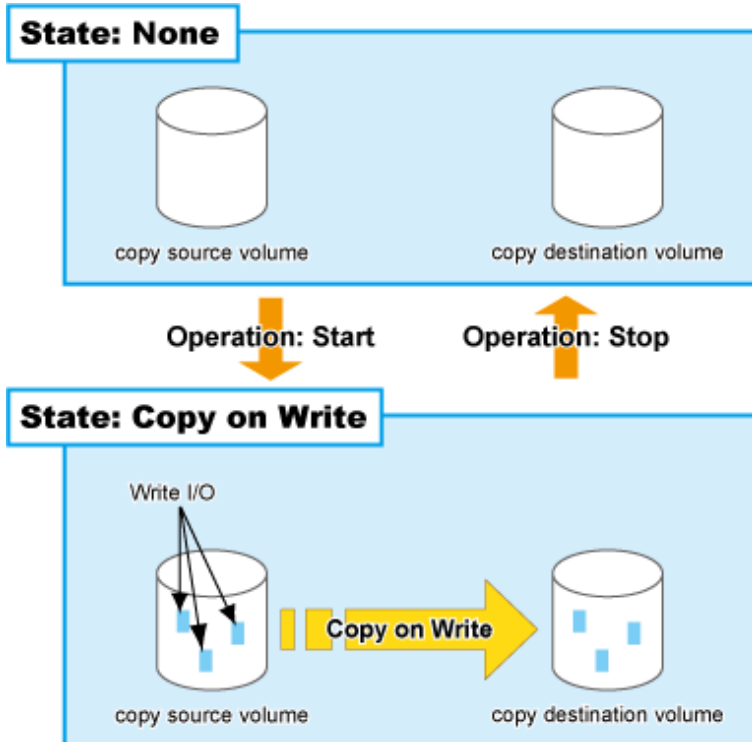 State: None
copy source volume
copy destination volume
Operation: Start
Operation: Stop
State: Copy on Write
Write I/O
Copy on Write
copy source volume
copy destination volume